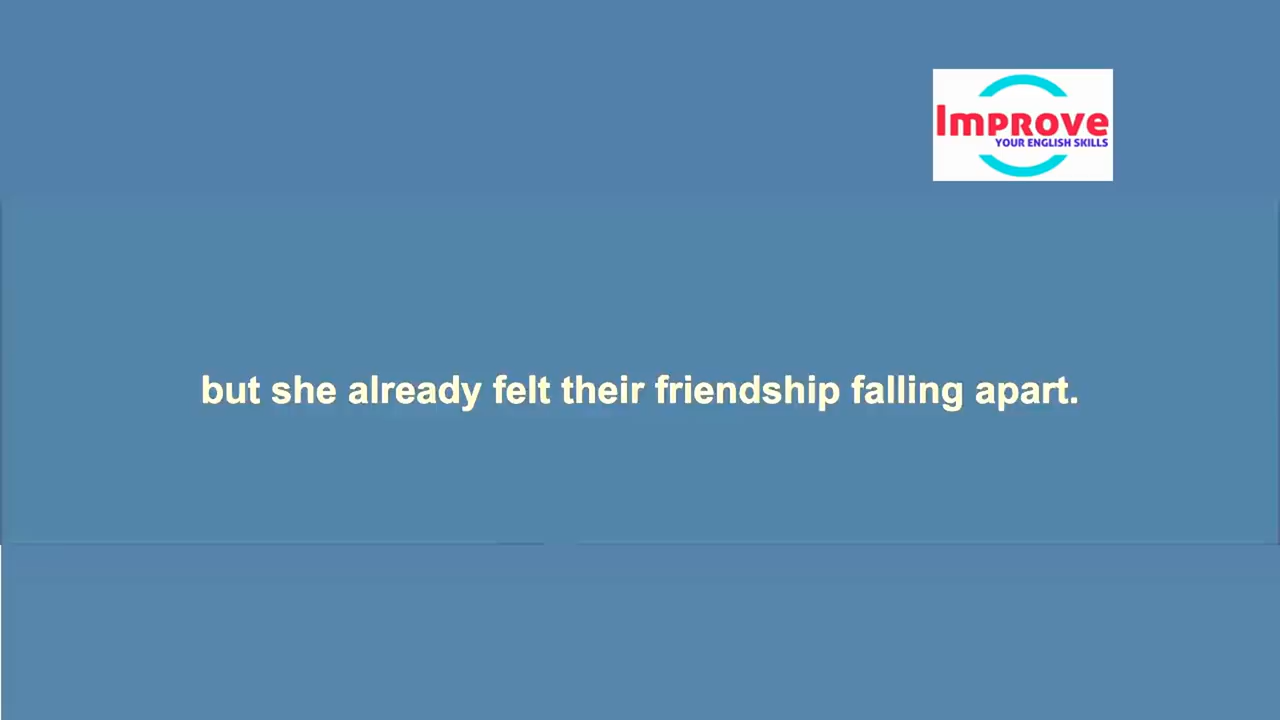 Improve
YOUR ENGLISH SKILLS
but she already felt their friendship falling apart.